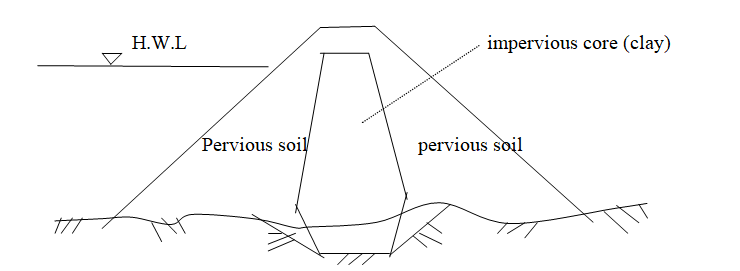 H.W.L
impervious core (clay)
Pervious soil
pervious soil